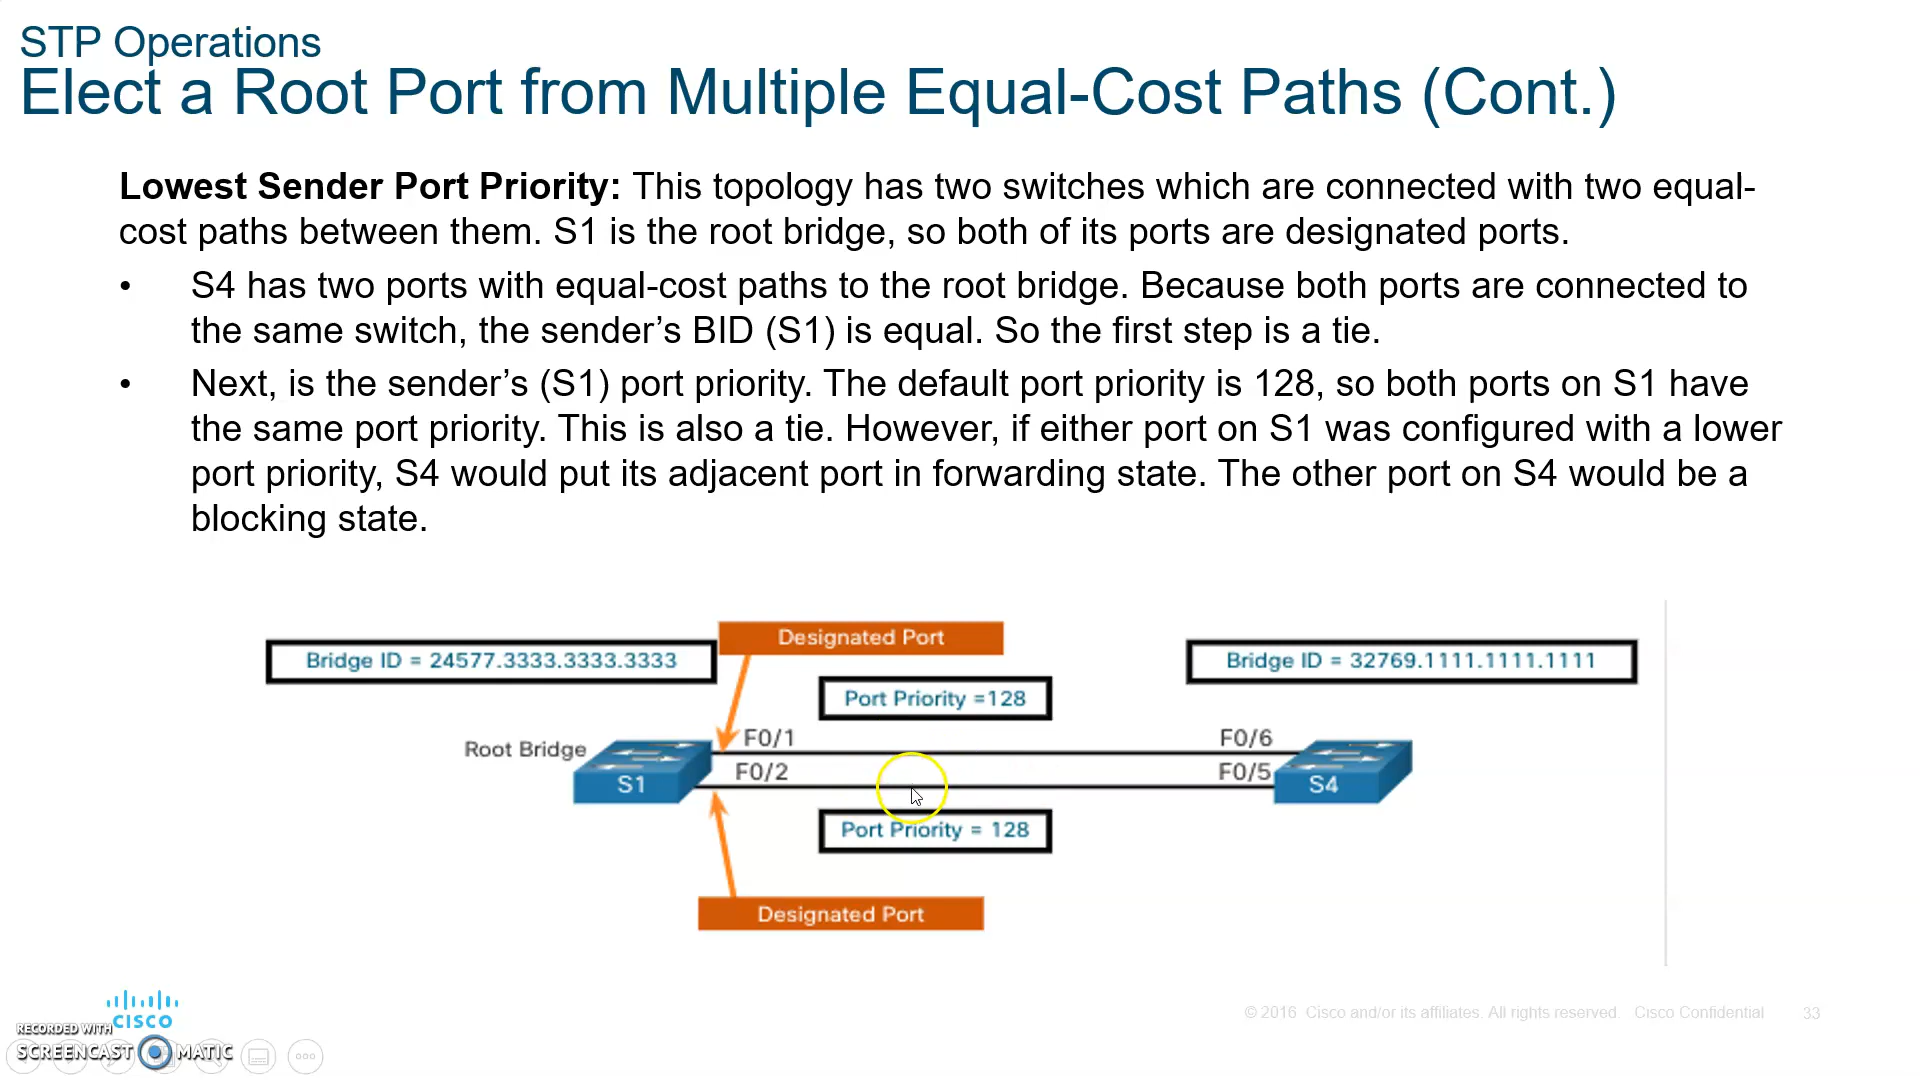 STP Operations
Elect a Root Port from Multiple Equal-Cost Paths (Cont.)
Lowest Sender Port Priority: This topology has two switches which are connected with two equal-
cost paths between them. S1 is the root bridge, so both of its ports are designated ports.
• S4 has two ports with equal-cost paths to the root bridge. Because both ports are connected to
the same switch, the sender’s BID (S1) is equal. So the first step is a tie.
• Next, is the sender’s (S1) port priority. The default port priority is 128, so both ports on S1 have
the same port priority. This is also a tie. However, if either port on S1 was configured with a lower
port priority, S4 would put its adjacent port in forwarding state. The other port on S4 would be a
blocking state.
Designated Port
Bridge ID = 24577.3333.3333.3333
Bridge ID = 32769.1111.1111.1111
Port Priority =128
Root Bridge
F0/1
F0/6
F0/2
F0/5
S1
S4
Port Priority = 128
Designated Port
CISCO
© 2016 Cisco and/or its affiliates. All rights reserved. Cisco Confidential
33
RECORDED WITH
SCREENCAST MATIC